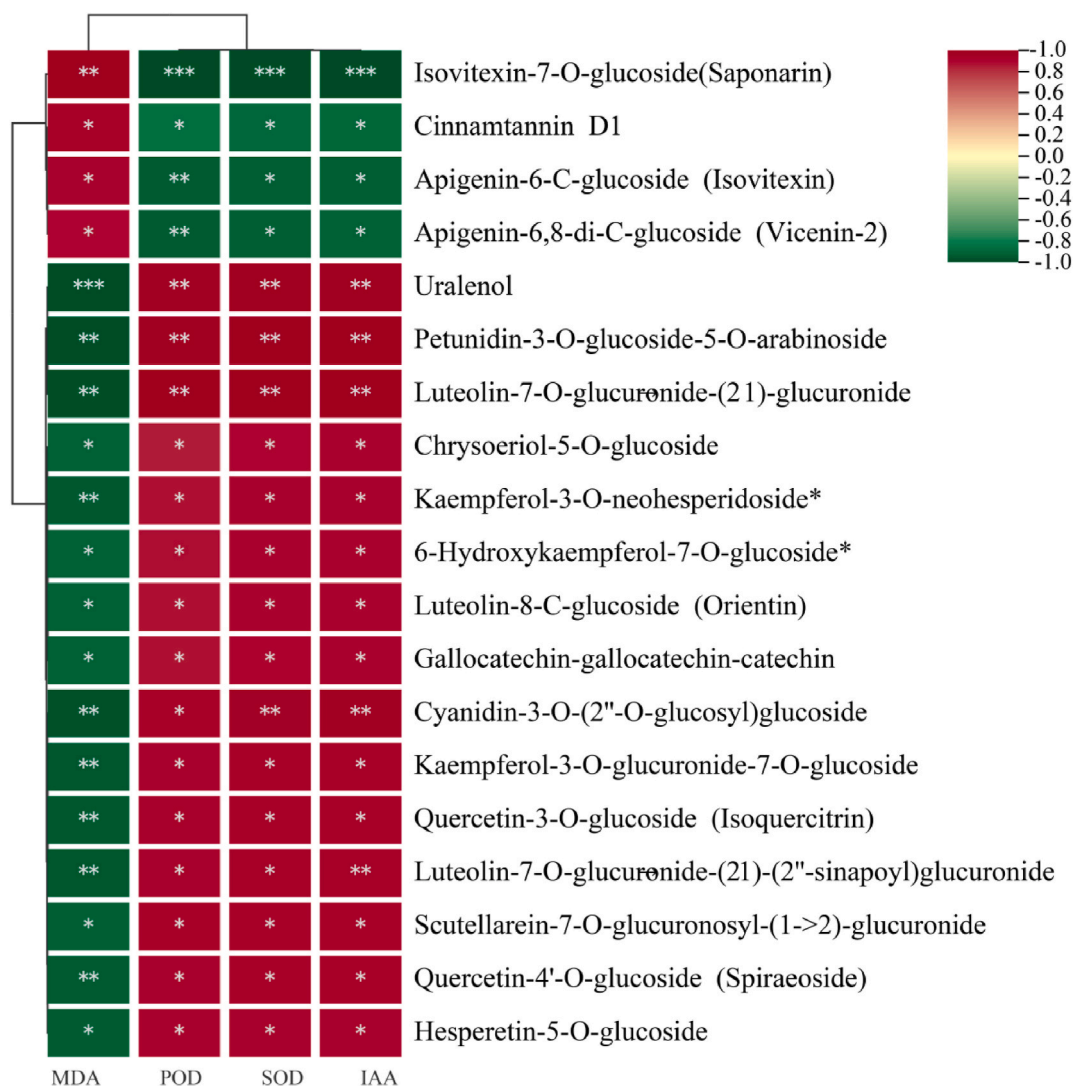 ** *** *** *** Isovitexin-7-O-glucoside(Saponarin)
* * * * Cinnamtannin D1
* ** * * Apigenin-6-C-glucoside (Isovitexin)
* ** * * Apigenin-6,8-di-C-glucoside (Vicenin-2)
*** ** ** ** Uralenol
** ** ** ** Petunidin-3-O-glucoside-5-O-arabinoside
** ** ** ** Luteolin-7-O-glucuronide-(21)-glucuronide
* * * * Chrysoeriol-5-O-glucoside
** * * * Kaempferol-3-O-neohesperidoside*
* * * * 6-Hydroxykaempferol-7-O-glucoside*
* * * * Luteolin-8-C-glucoside (Orientin)
* * * * Gallocatechin-gallocatechin-catechin
** * ** ** Cyanidin-3-O-(2"-O-glucosyl)glucoside
** * * * Kaempferol-3-O-glucuronide-7-O-glucoside
** * * * Quercetin-3-O-glucoside (Isoquercitrin)
** * * ** Luteolin-7-O-glucuronide-(21)-(2"-sinapoyl)glucuronide
* * * * Scutellarein-7-O-glucuronosyl-(1->2)-glucuronide
** * * * Quercetin-4'-O-glucoside (Spiraeoside)
* * * * Hesperetin-5-O-glucoside
MDA POD SOD IAA
1.0
0.8
0.6
0.4
0.2
0.0
-0.2
-0.4
-0.6
-0.8
-1.0